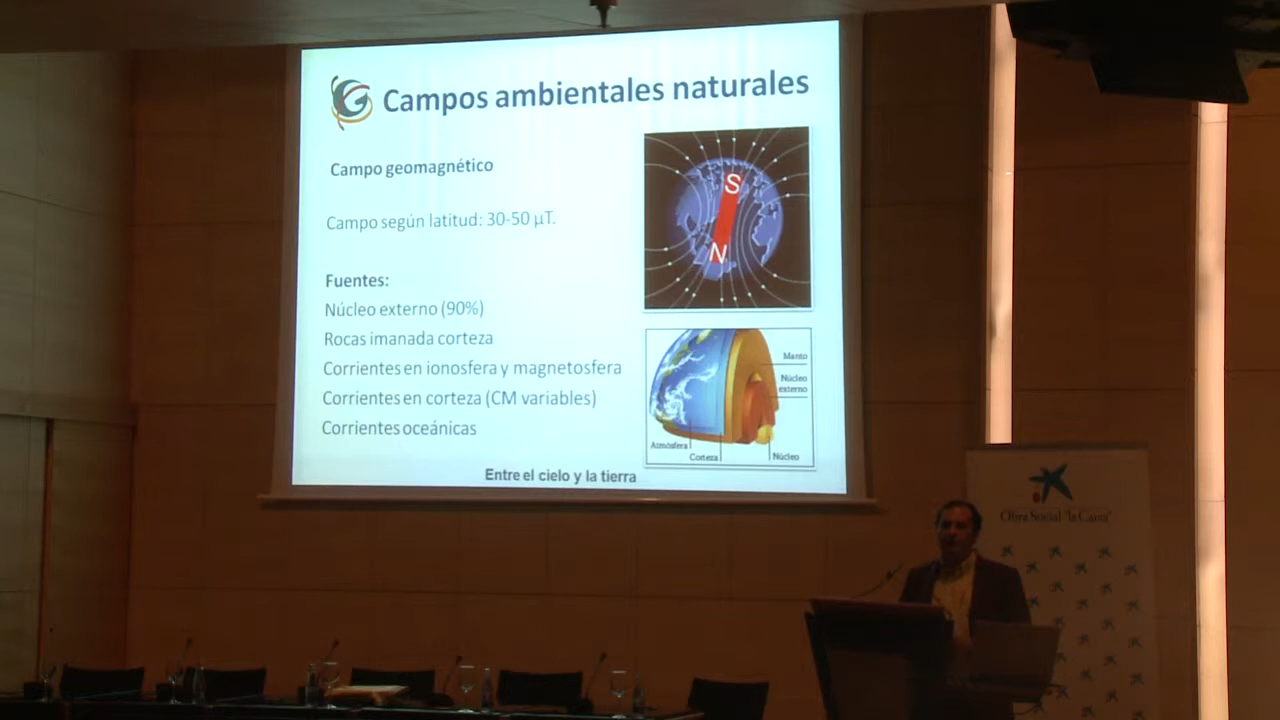 Campos ambientales naturales
Campo geomagnético
Campo según latitud: 30-50 µT.
Fuentes:
Núcleo externo (90%)
Rocas imanada corteza
Corrientes en ionosfera y magnetosfera
Corrientes en corteza (CM variables)
Corrientes oceánicas
Entre el cielo y la tierra
S
N
Manto
Núcleo
externo
Atmósfera
Corteza
Núcleo
Obra Social "la Caixa"